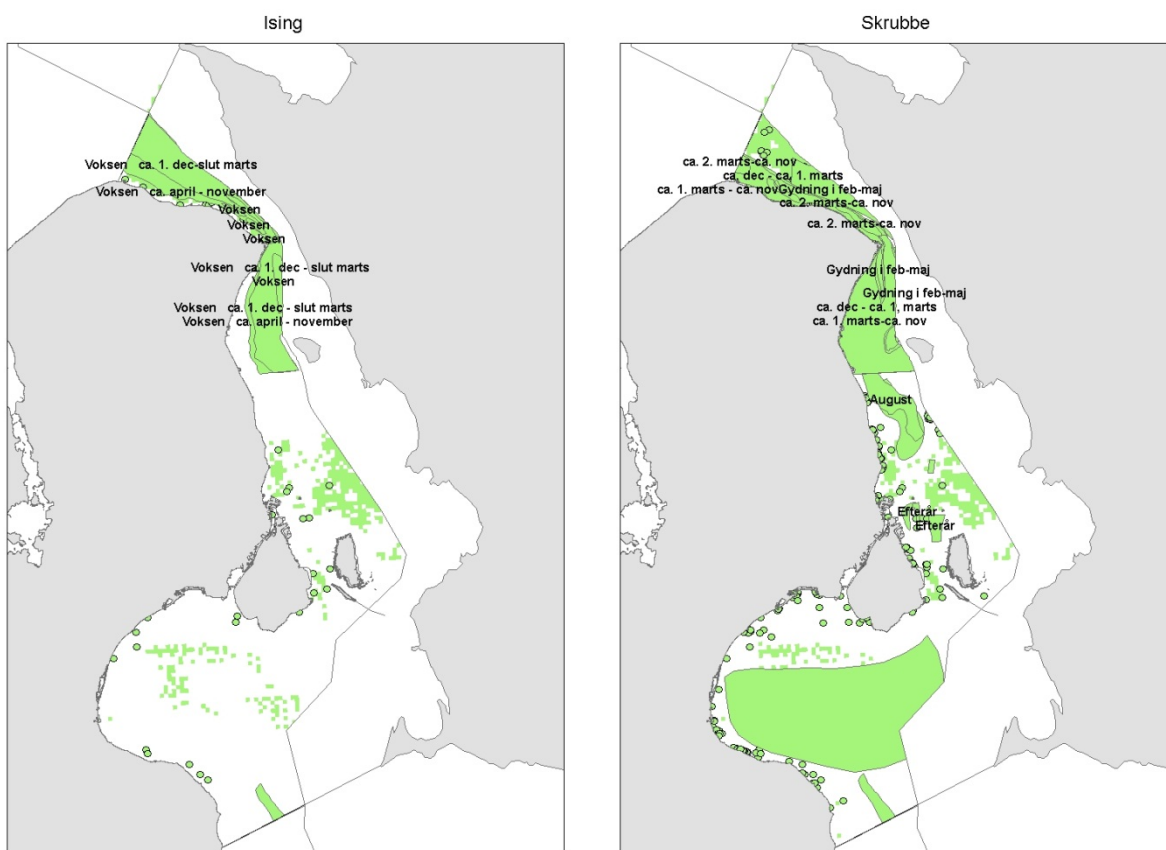 Ising
Voksen ca. 1. dec-slut marts
Voksen ca. april - november
Voksen
Voksen
Voksen
Voksen ca. 1. dec - slut marts
Voksen
Voksen ca. 1. dec - slut marts
Voksen ca. april - november
Skrubbe
ca. 2. marts-ca. nov
ca. dec - ca. 1. marts
ca. 1. marts - ca. nov Gydning i feb-maj
ca. 2. marts-ca. nov
ca. 2. marts-ca. nov
Gydning i feb-maj
Gydning i feb-maj
ca. dec - ca. 1, marts
ca. 1, marts-ca. nov
August
Efterår
Efterår